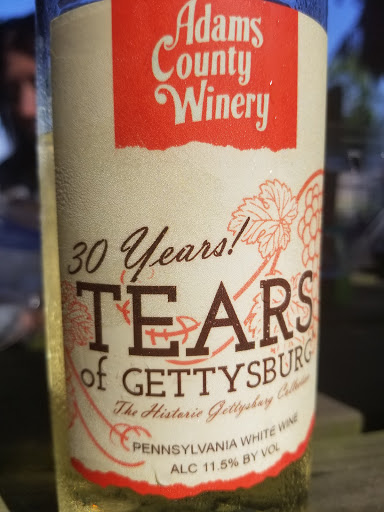 Adams
County
Winery
30 Years!
TEARS
of GETTYSBURG
The Historic Gettysburg Collection
PENNSYLVANIA WHITE WINE
ALC 11.5% BY VOL